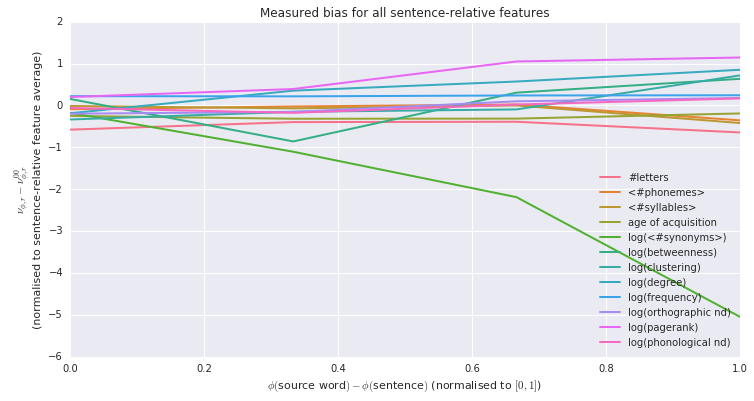 Measured bias for all sentence-relative features
2
1
0
−1
−2
−3
−4
−5
−6
ν_{ϕ,r} − ν_{ϕ,r}^{00}
(normalised to sentence-relative feature average)
#letters
<#phonemes>
<#syllables>
age of acquisition
log(<#synonyms>)
log(betweenness)
log(clustering)
log(degree)
log(frequency)
log(orthographic nd)
log(pagerank)
log(phonological nd)
0.0 0.2 0.4 0.6 0.8 1.0
ϕ(source word) − ϕ(sentence) (normalised to [0, 1])